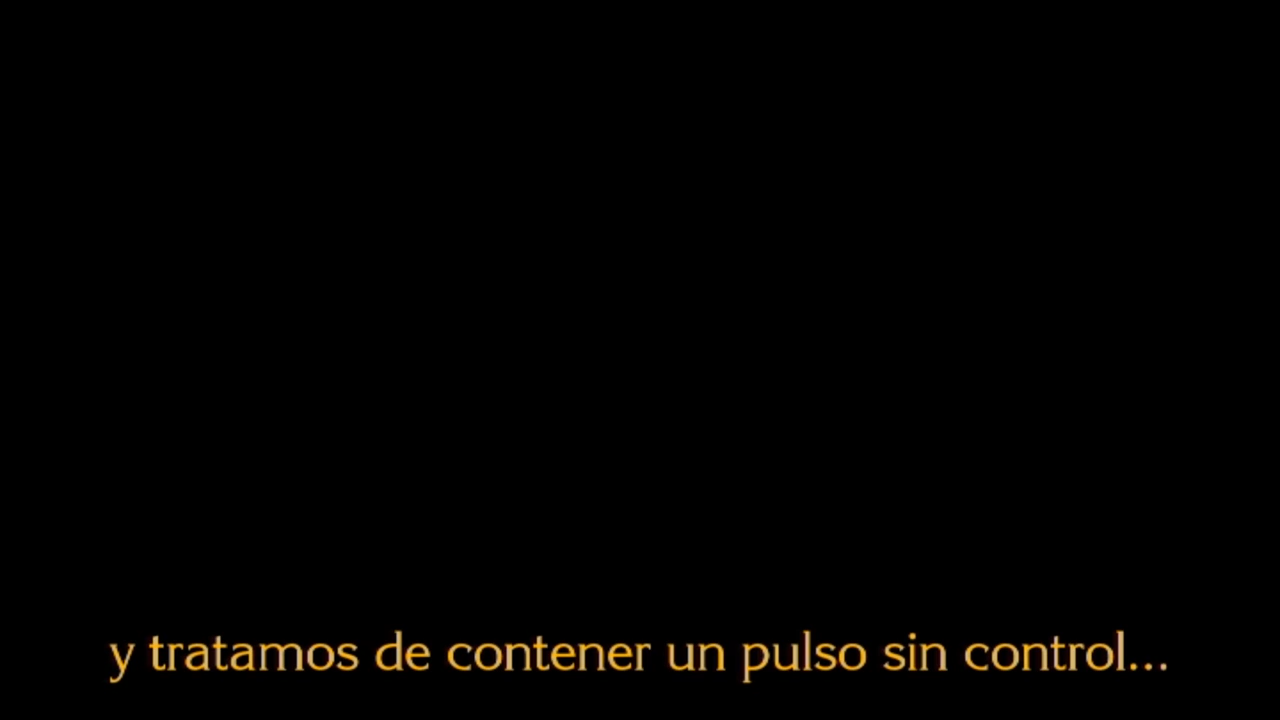 y tratamos de contener un pulso sin control...